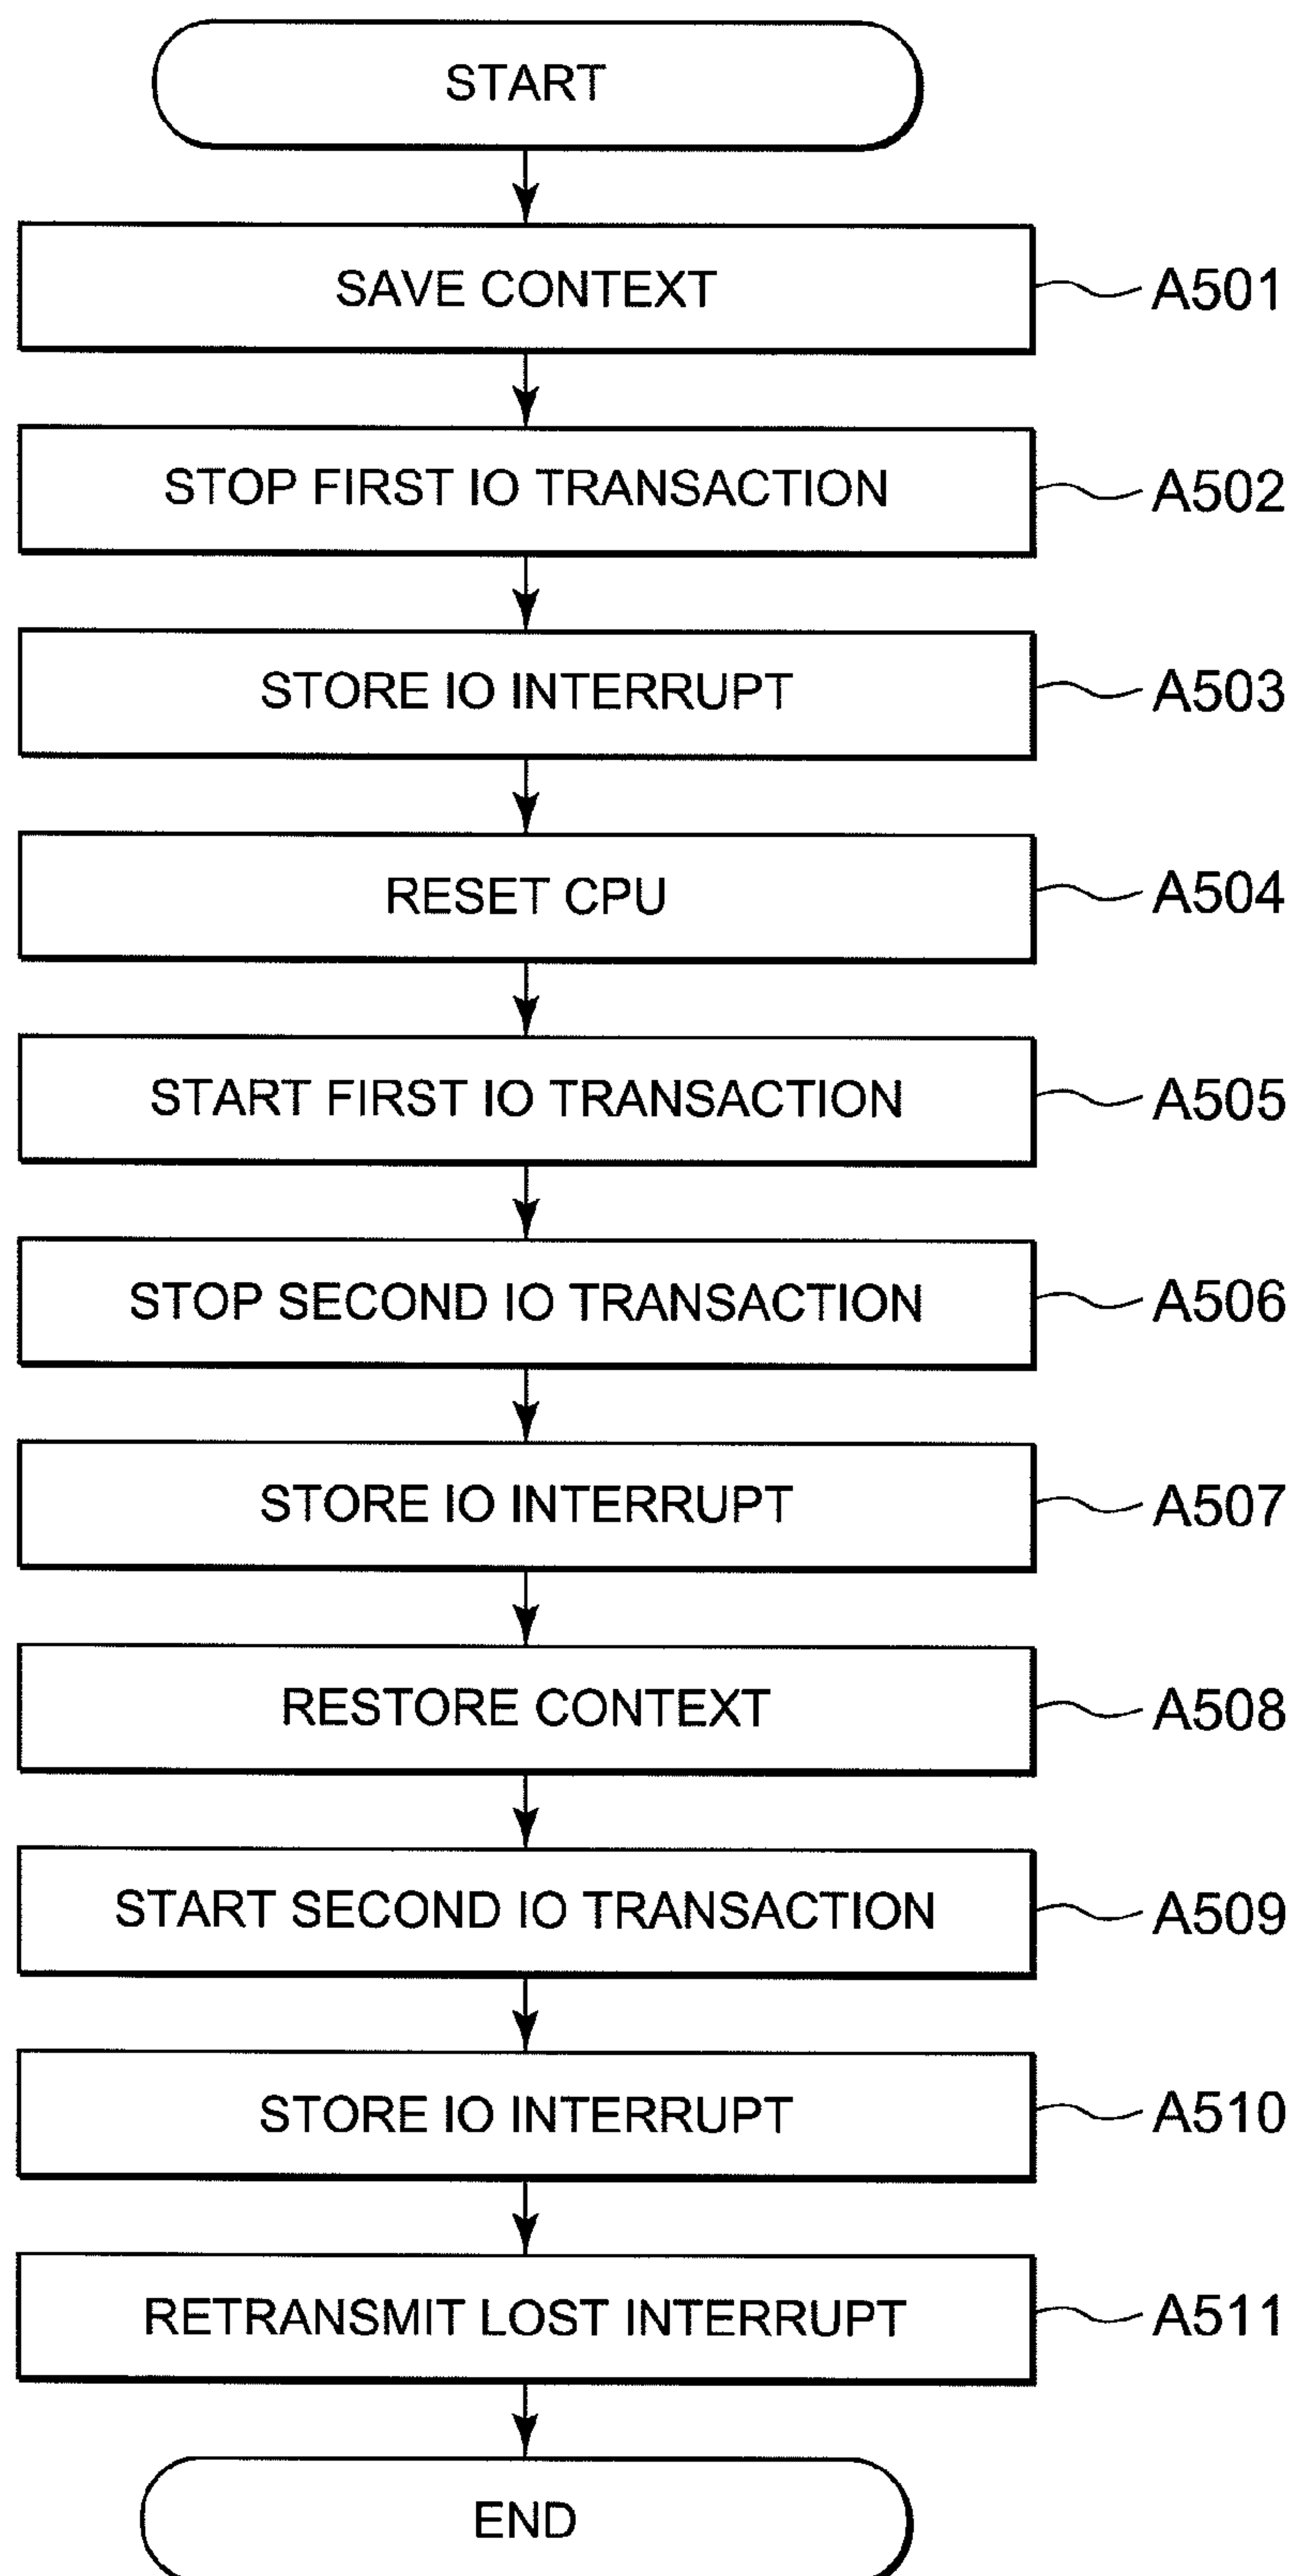 START
SAVE CONTEXT A501
STOP FIRST IO TRANSACTION A502
STORE IO INTERRUPT A503
RESET CPU A504
START FIRST IO TRANSACTION A505
STOP SECOND IO TRANSACTION A506
STORE IO INTERRUPT A507
RESTORE CONTEXT A508
START SECOND IO TRANSACTION A509
STORE IO INTERRUPT A510
RETRANSMIT LOST INTERRUPT A511
END